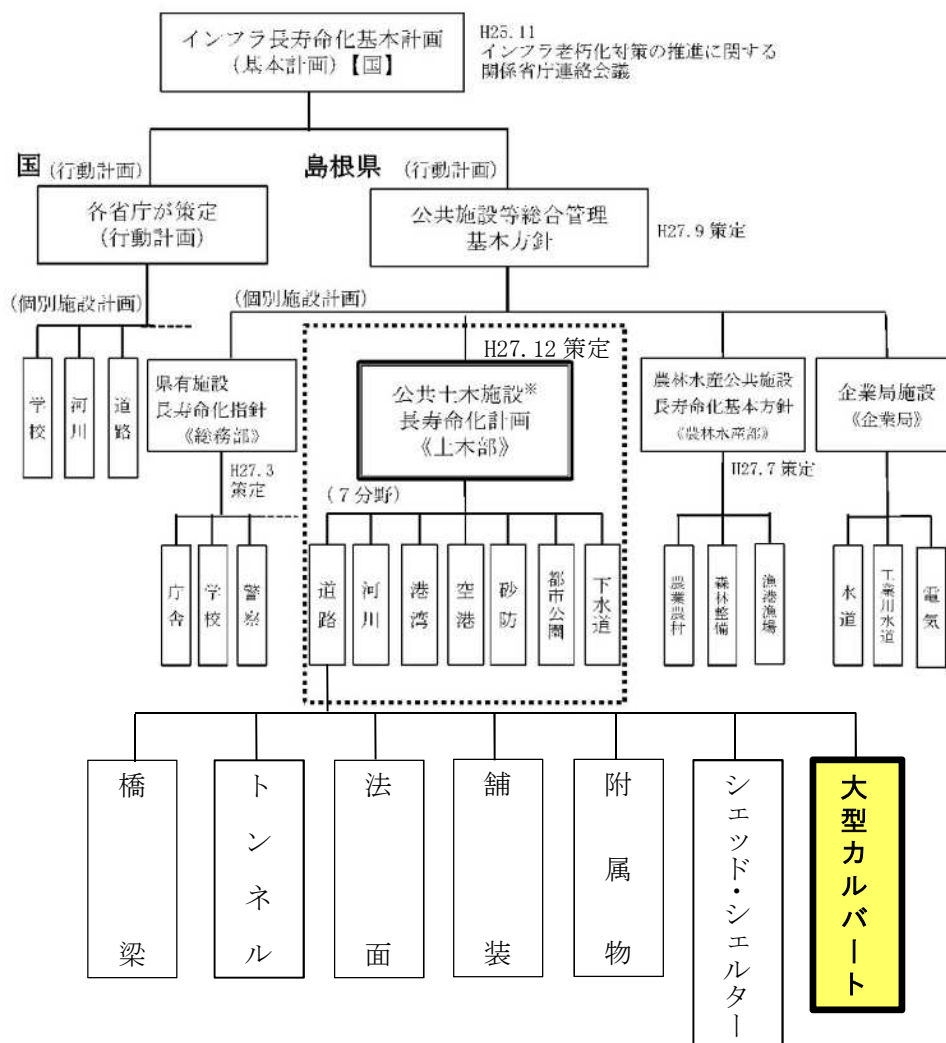 インフラ長寿命化基本計画
(基本計画)【国】
H25.11
インフラ老朽化対策の推進に関する
関係省庁連絡会議
国 (行動計画)
島根県 (行動計画)
各省庁が策定
(行動計画)
公共施設等総合管理
基本方針
H27.9 策定
(個別施設計画)
(個別施設計画)
学校
河川
道路
県有施設
長寿命化指針
《総務部》
H27.3
策定
庁舎
学校
警察
H27.12 策定
公共土木施設※
長寿命化計画
《土木部》
(7分野)
道路
河川
港湾
空港
砂防
都市公園
下水道
農林水産公共施設
長寿命化基本方針
《農林水産部》
H27.7 策定
農業農村
森林整備
漁港漁場
企業局施設
《企業局》
水道
工業用水道
電気
橋梁
トンネル
法面
舗装
附属物
シェッド・シェルター
大型カルバート